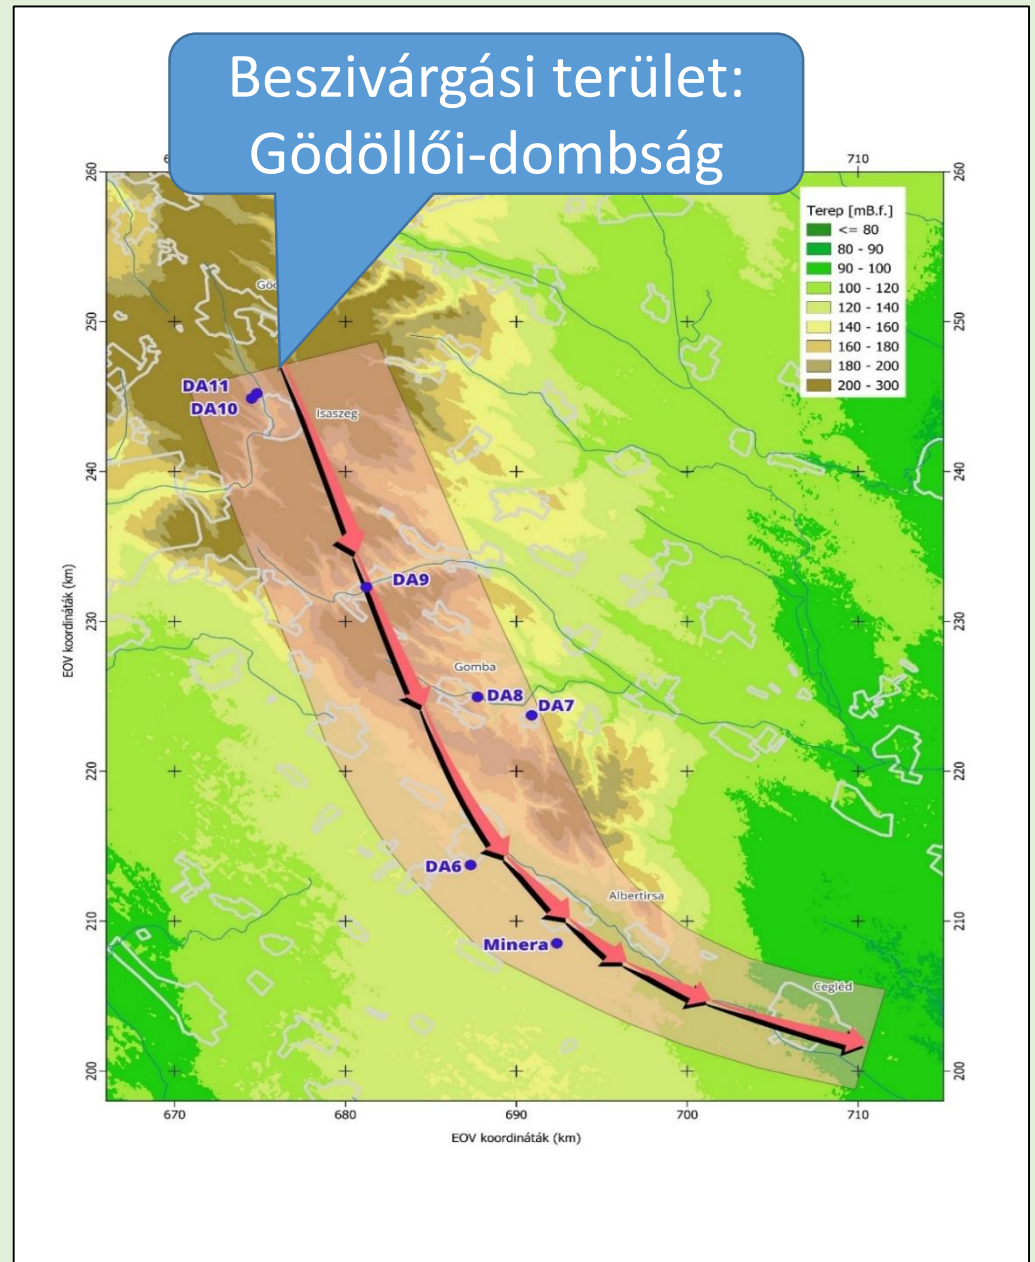 Beszivárgási terület:
Gödöllői-dombság
710
260
260
Terep [mB.f.]
<= 80
80 - 90
90 - 100
100 - 120
120 - 140
140 - 160
160 - 180
180 - 200
200 - 300
250
250
DA11
DA10
Isaszeg
240
240
DA9
230
230
EOV koordináták (km)
Gomba
DA8
DA7
220
220
DA6
Albertirsa
210
210
Minera
Cegléd
200
200
670
680
690
700
710
EOV koordináták (km)